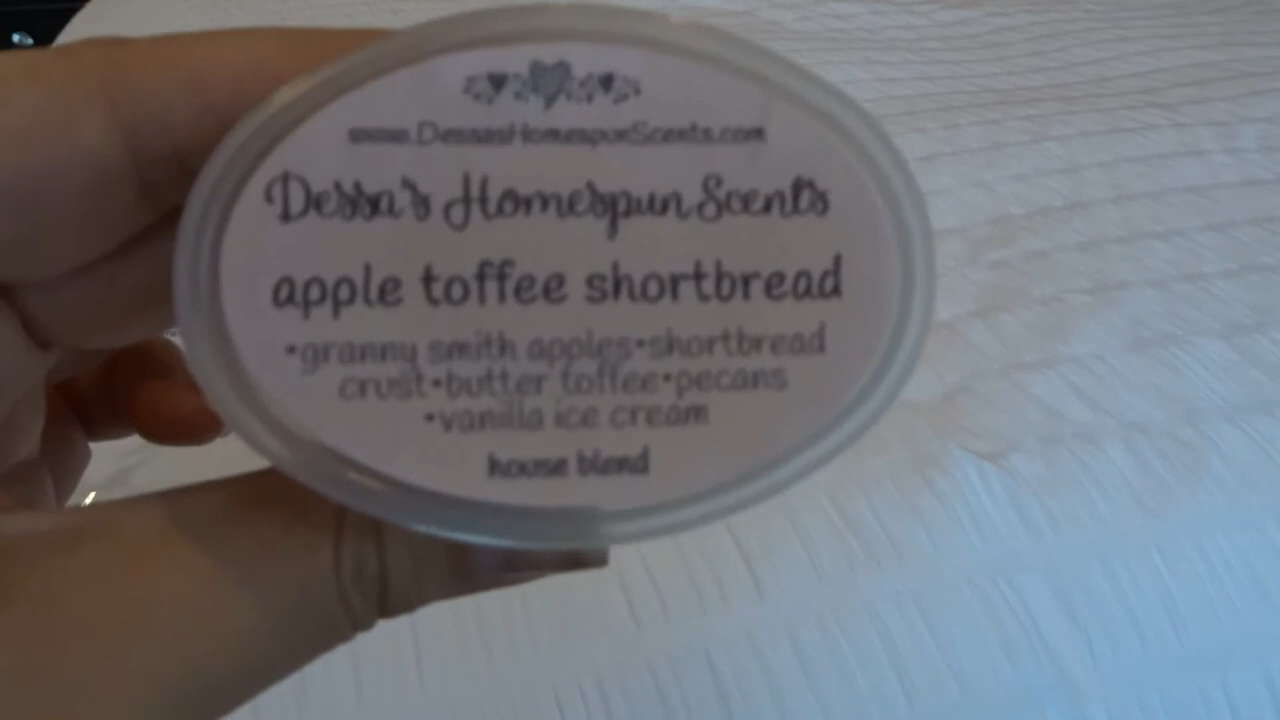 www.DessasHomespunScents.com
Dessa's Homespun Scents
apple toffee shortbread
•granny smith apples•shortbread
crust•butter toffee•pecans
•vanilla ice cream
house blend